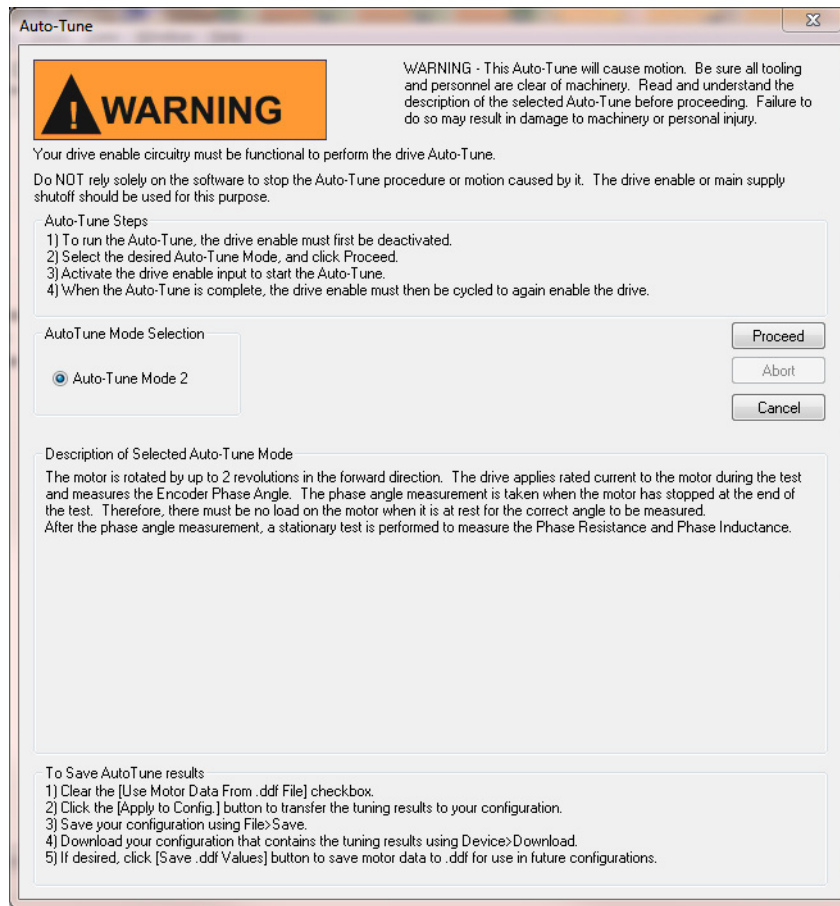 Auto-Tune
WARNING
WARNING - This Auto-Tune will cause motion. Be sure all tooling
and personnel are clear of machinery. Read and understand the
description of the selected Auto-Tune before proceeding. Failure to
do so may result in damage to machinery or personal injury.
Your drive enable circuitry must be functional to perform the drive Auto-Tune.
Do NOT rely solely on the software to stop the Auto-Tune procedure or motion caused by it. The drive enable or main supply
shutoff should be used for this purpose.
Auto-Tune Steps
1) To run the Auto-Tune, the drive enable must first be deactivated.
2) Select the desired Auto-Tune Mode, and click Proceed.
3) Activate the drive enable input to start the Auto-Tune.
4) When the Auto-Tune is complete, the drive enable must then be cycled to again enable the drive.
AutoTune Mode Selection
Auto-Tune Mode 2
Proceed
Abort
Cancel
Description of Selected Auto-Tune Mode
The motor is rotated by up to 2 revolutions in the forward direction. The drive applies rated current to the motor during the test
and measures the Encoder Phase Angle. The phase angle measurement is taken when the motor has stopped at the end of
the test. Therefore, there must be no load on the motor when it is at rest for the correct angle to be measured.
After the phase angle measurement, a stationary test is performed to measure the Phase Resistance and Phase Inductance.
To Save AutoTune results
1) Clear the [Use Motor Data From .ddf File] checkbox.
2) Click the [Apply to Config.] button to transfer the tuning results to your configuration.
3) Save your configuration using File>Save.
4) Download your configuration that contains the tuning results using Device>Download.
5) If desired, click [Save .ddf Values] button to save motor data to .ddf for use in future configurations.